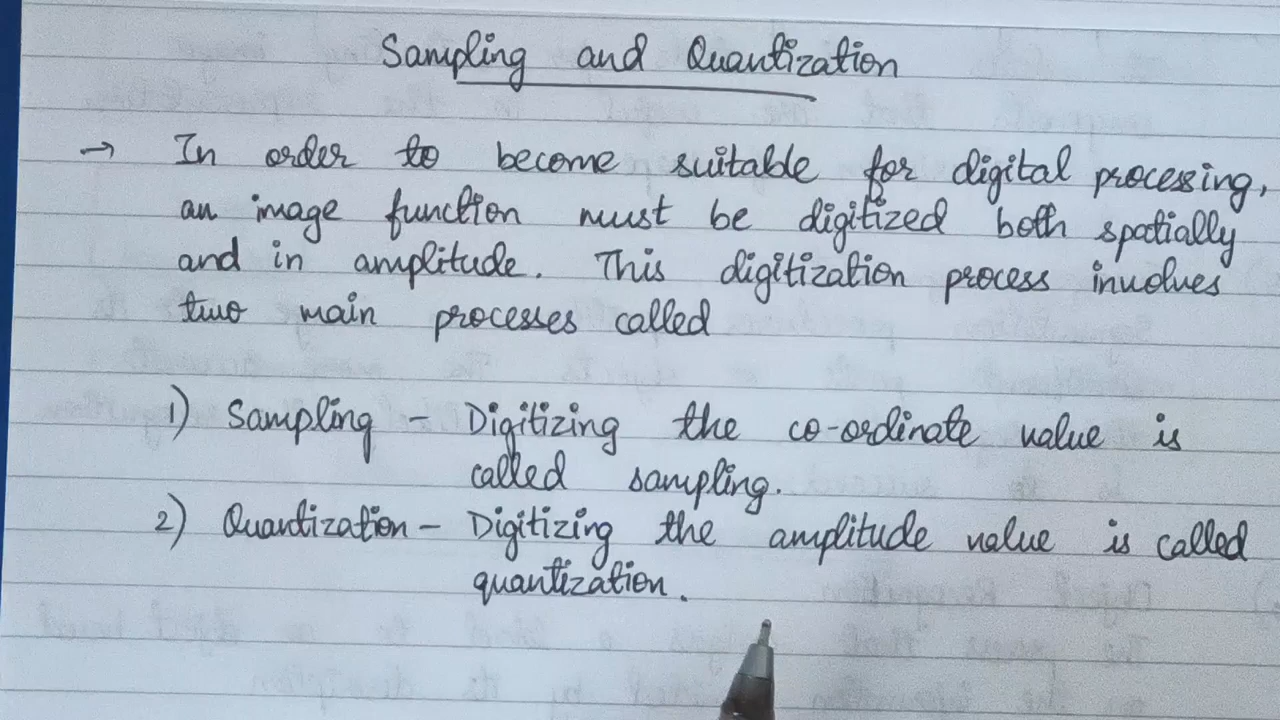 Sampling and Quantization
→ In order to become suitable for digital processing,
an image function must be digitized both spatially
and in amplitude. This digitization process involves
two main processes called
1) Sampling - Digitizing the co-ordinate value is
called sampling.
2) Quantization - Digitizing the amplitude value is called
quantization.